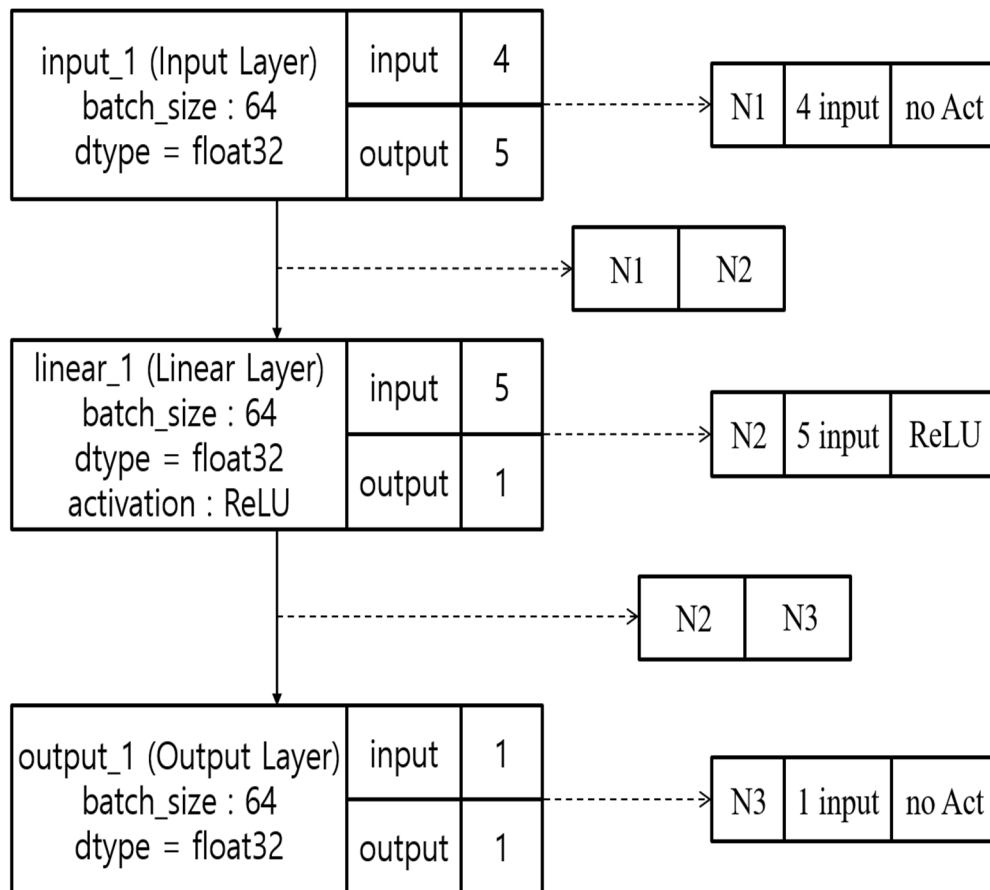 input_1 (Input Layer)
batch_size : 64
dtype = float32
input 4
output 5
N1 4 input no Act
N1 N2
linear_1 (Linear Layer)
batch_size : 64
dtype = float32
activation : ReLU
input 5
output 1
N2 5 input ReLU
N2 N3
output_1 (Output Layer)
batch_size : 64
dtype = float32
input 1
output 1
N3 1 input no Act